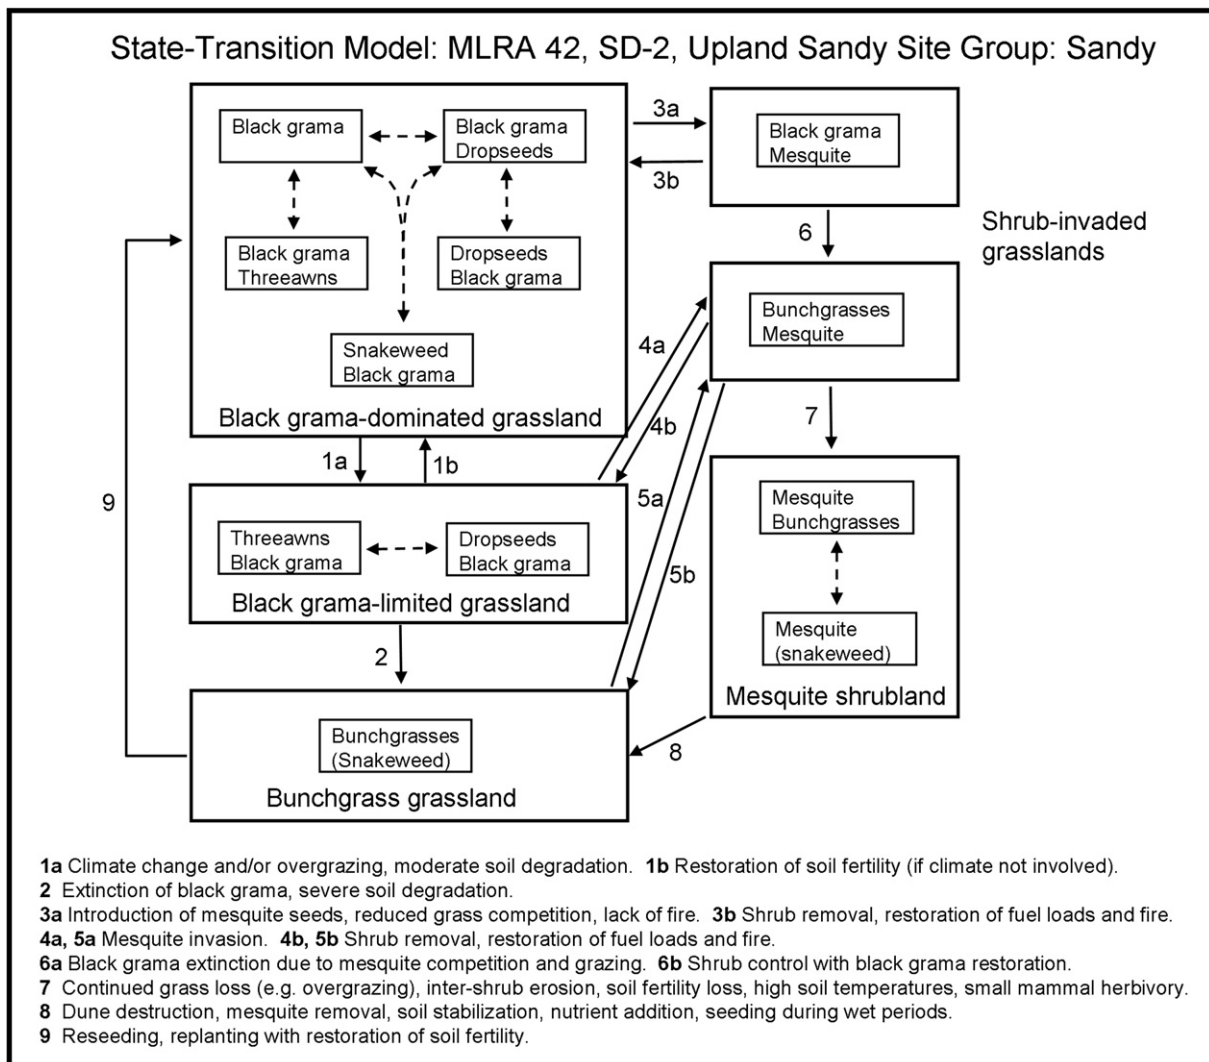 State-Transition Model: MLRA 42, SD-2, Upland Sandy Site Group: Sandy
Black grama
Black grama
Dropseeds
Black grama
Threeawns
Dropseeds
Black grama
Snakeweed
Black grama
Black grama-dominated grassland
3a
3b
Black grama
Mesquite
6
Shrub-invaded
grasslands
Bunchgrasses
Mesquite
4a
4b
7
1a
1b
9
5a
5b
Threeawns
Black grama
Dropseeds
Black grama
Black grama-limited grassland
Mesquite
Bunchgrasses
Mesquite
(snakeweed)
Mesquite shrubland
2
8
Bunchgrasses
(Snakeweed)
Bunchgrass grassland
1a Climate change and/or overgrazing, moderate soil degradation. 1b Restoration of soil fertility (if climate not involved).
2 Extinction of black grama, severe soil degradation.
3a Introduction of mesquite seeds, reduced grass competition, lack of fire. 3b Shrub removal, restoration of fuel loads and fire.
4a, 5a Mesquite invasion. 4b, 5b Shrub removal, restoration of fuel loads and fire.
6a Black grama extinction due to mesquite competition and grazing. 6b Shrub control with black grama restoration.
7 Continued grass loss (e.g. overgrazing), inter-shrub erosion, soil fertility loss, high soil temperatures, small mammal herbivory.
8 Dune destruction, mesquite removal, soil stabilization, nutrient addition, seeding during wet periods.
9 Reseeding, replanting with restoration of soil fertility.